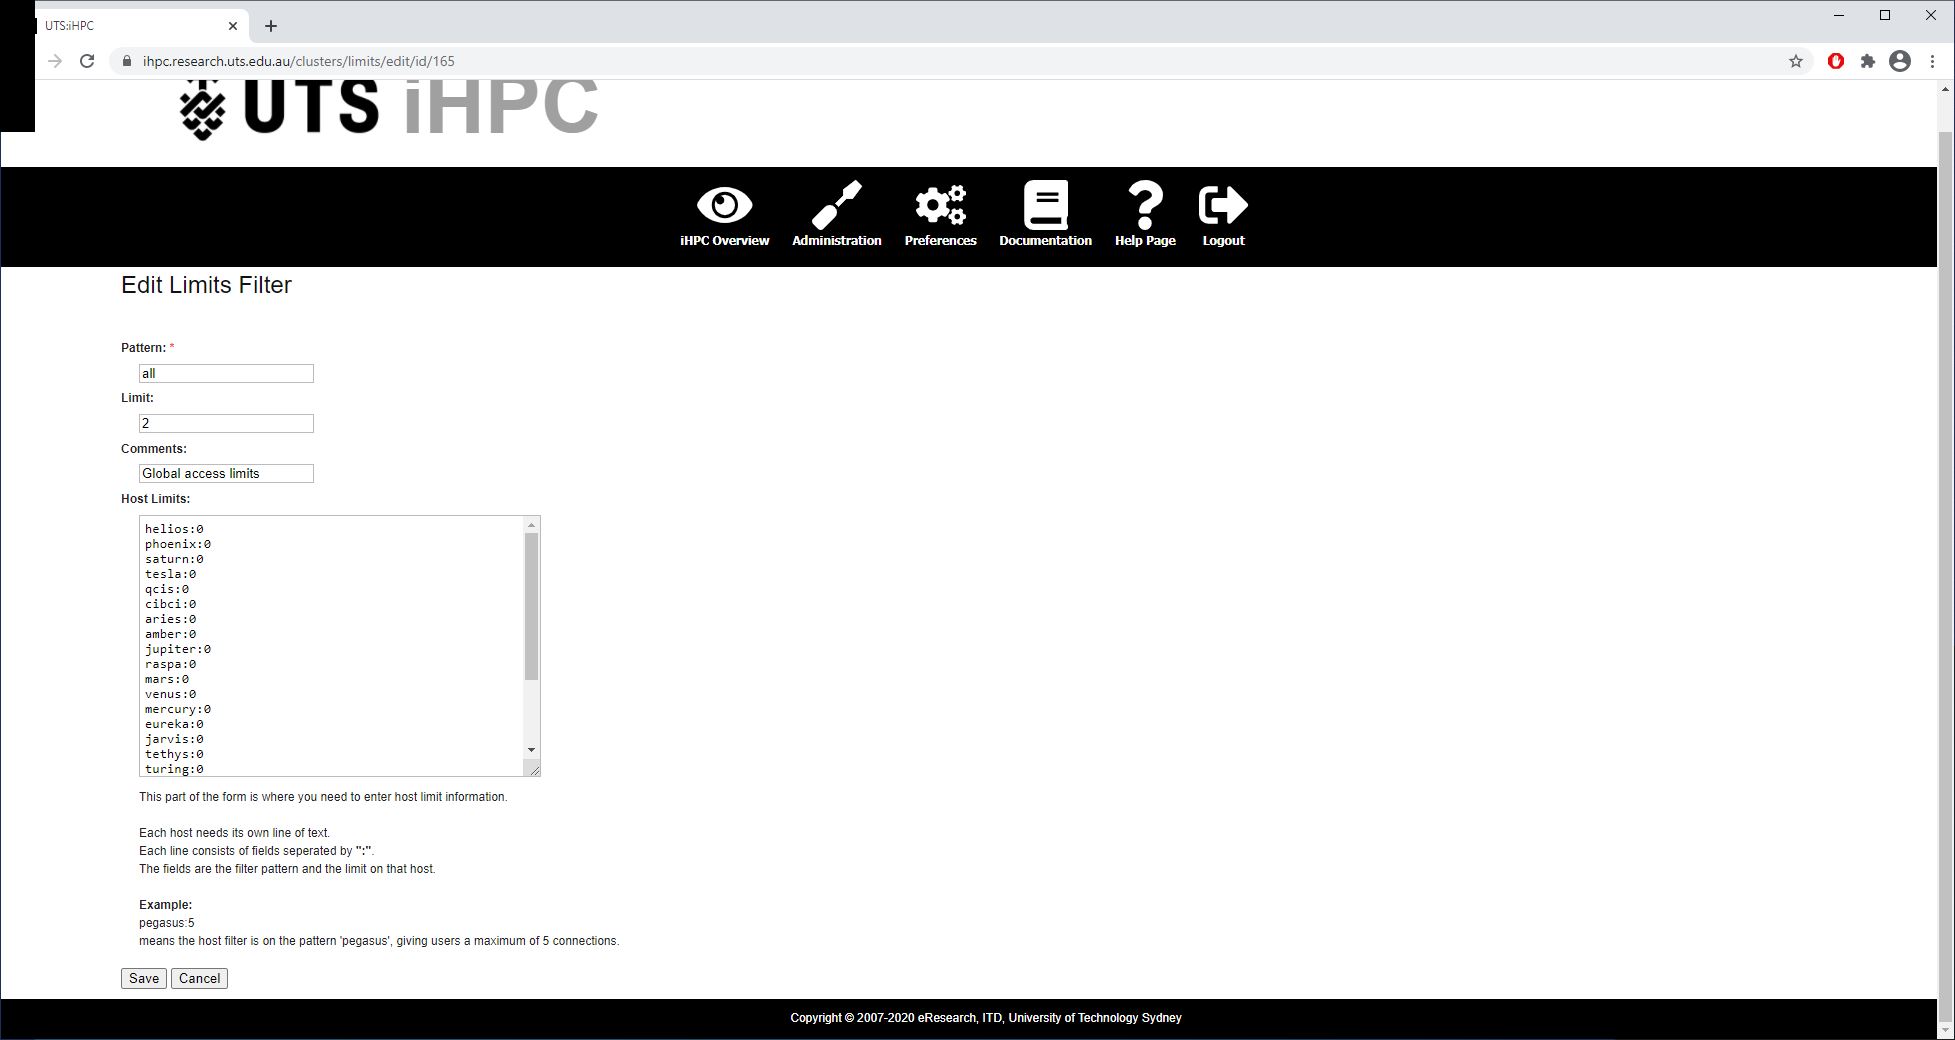 UTS:iHPC
ihpc.research.uts.edu.au/clusters/limits/edit/id/165
UTS iHPC
iHPC Overview
Administration
Preferences
Documentation
Help Page
Logout
Edit Limits Filter
Pattern: *
all
Limit:
2
Comments:
Global access limits
Host Limits:
helios:0
phoenix:0
saturn:0
tesla:0
qcis:0
cibci:0
aries:0
amber:0
jupiter:0
raspa:0
mars:0
venus:0
mercury:0
eureka:0
jarvis:0
tethys:0
turing:0
This part of the form is where you need to enter host limit information.
Each host needs its own line of text.
Each line consists of fields seperated by ":".
The fields are the filter pattern and the limit on that host.
Example:
pegasus:5
means the host filter is on the pattern 'pegasus', giving users a maximum of 5 connections.
Save Cancel
Copyright © 2007-2020 eResearch, ITD, University of Technology Sydney